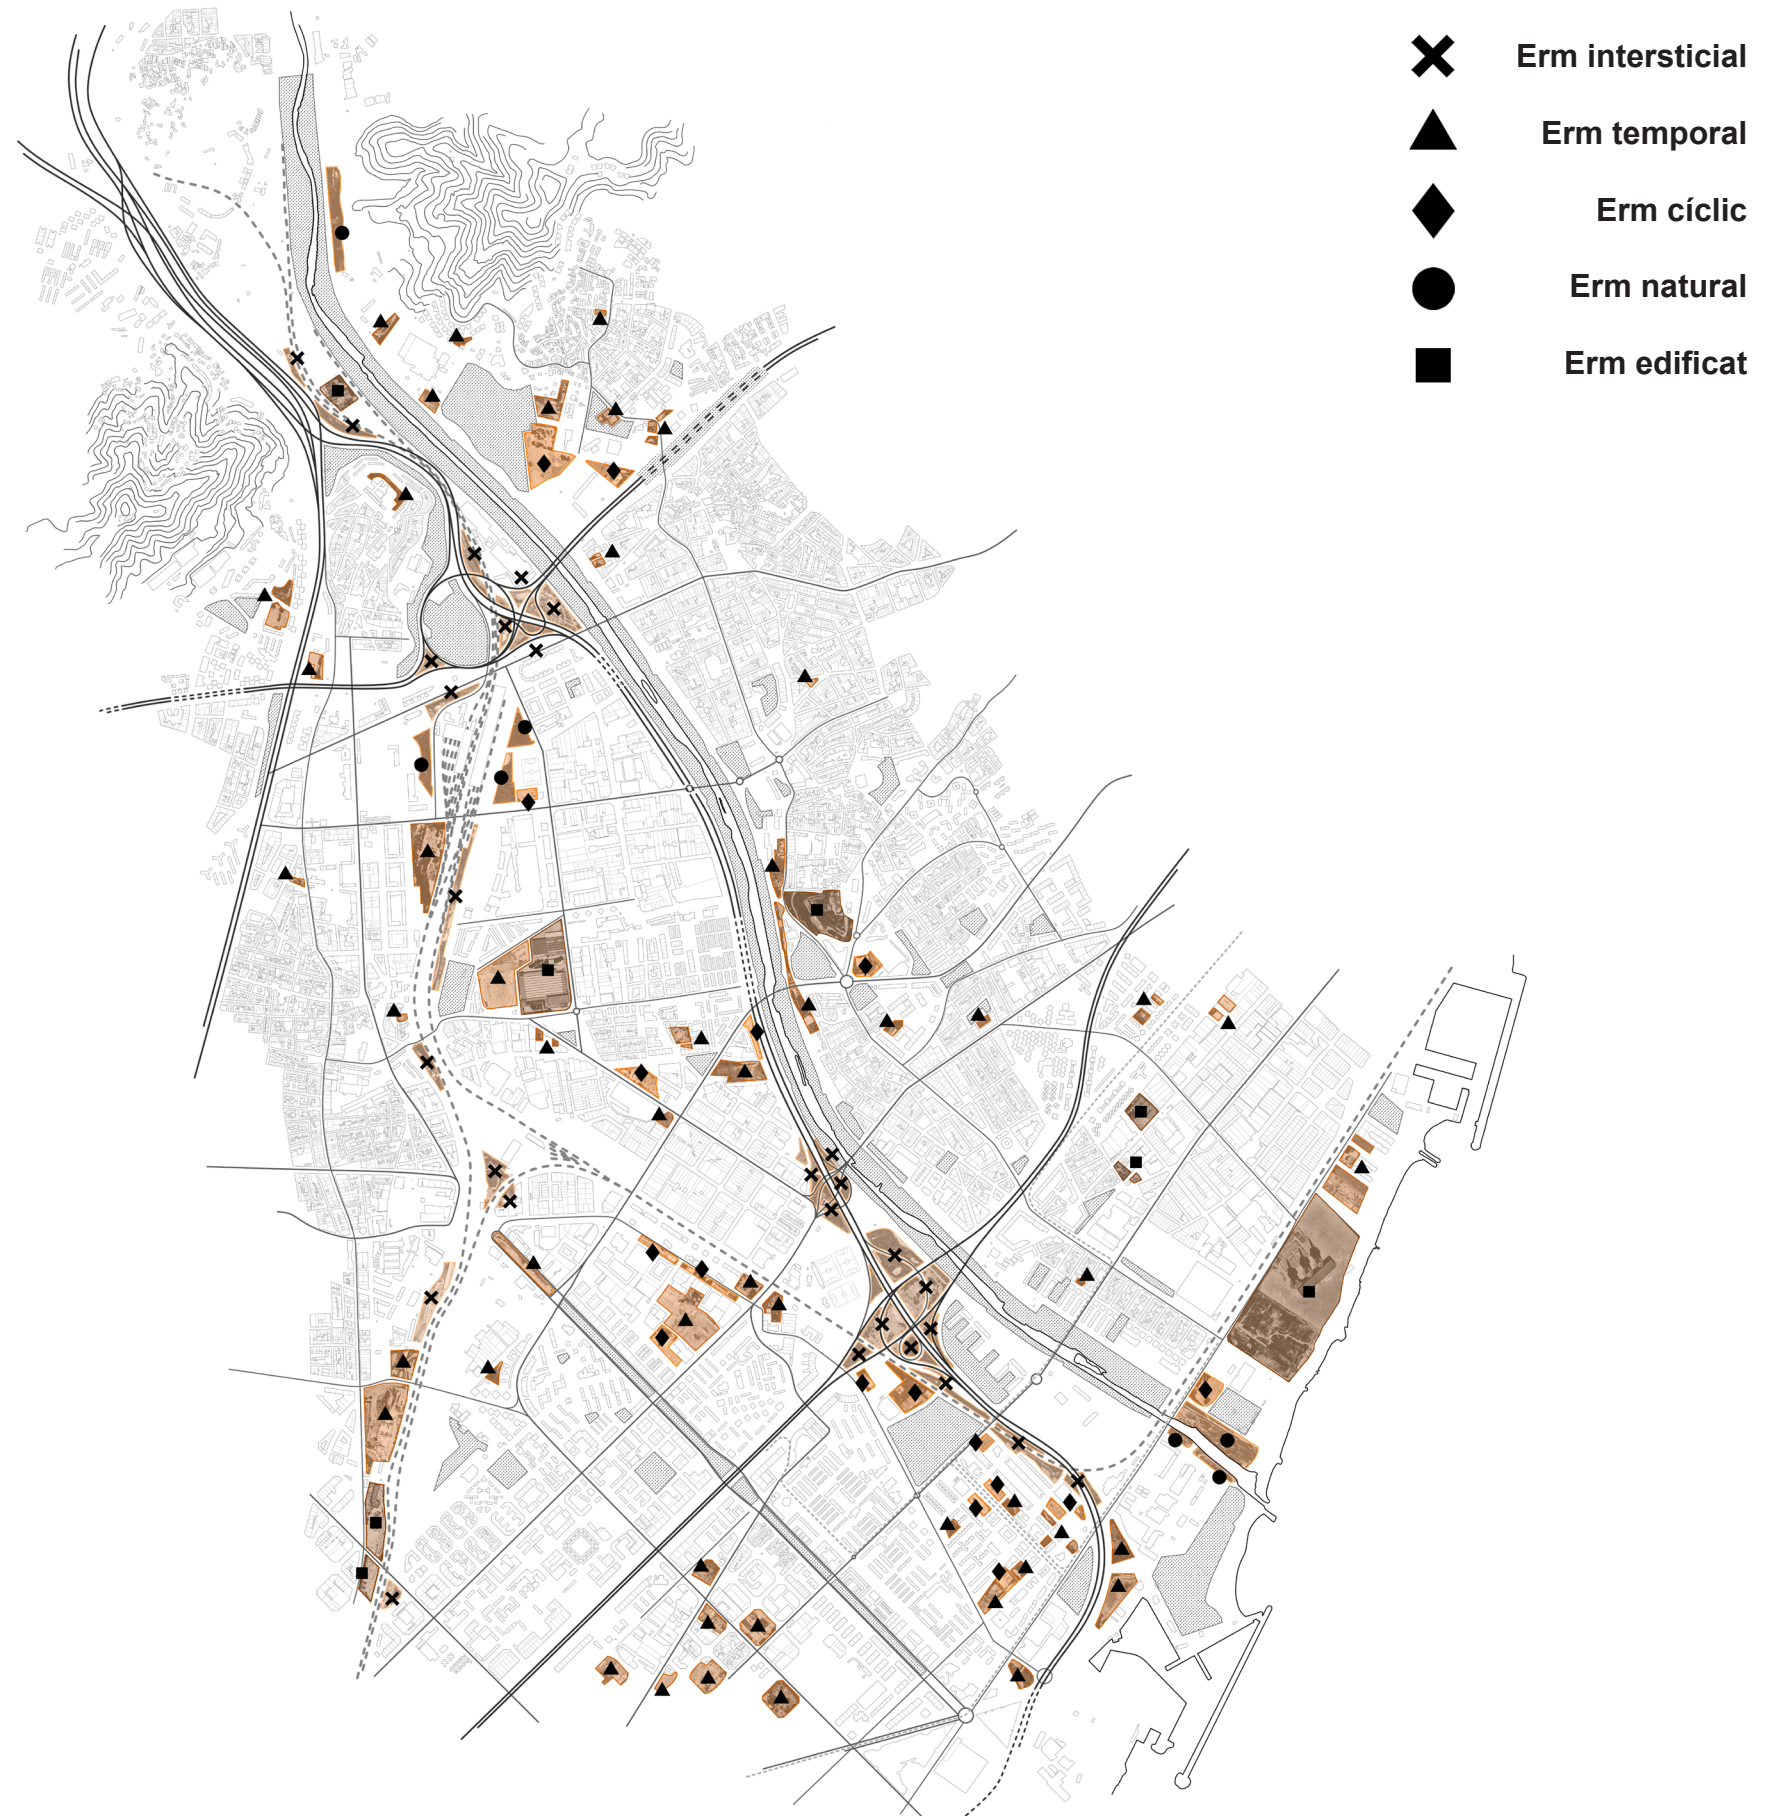 Erm intersticial
Erm temporal
Erm cíclic
Erm natural
Erm edificat